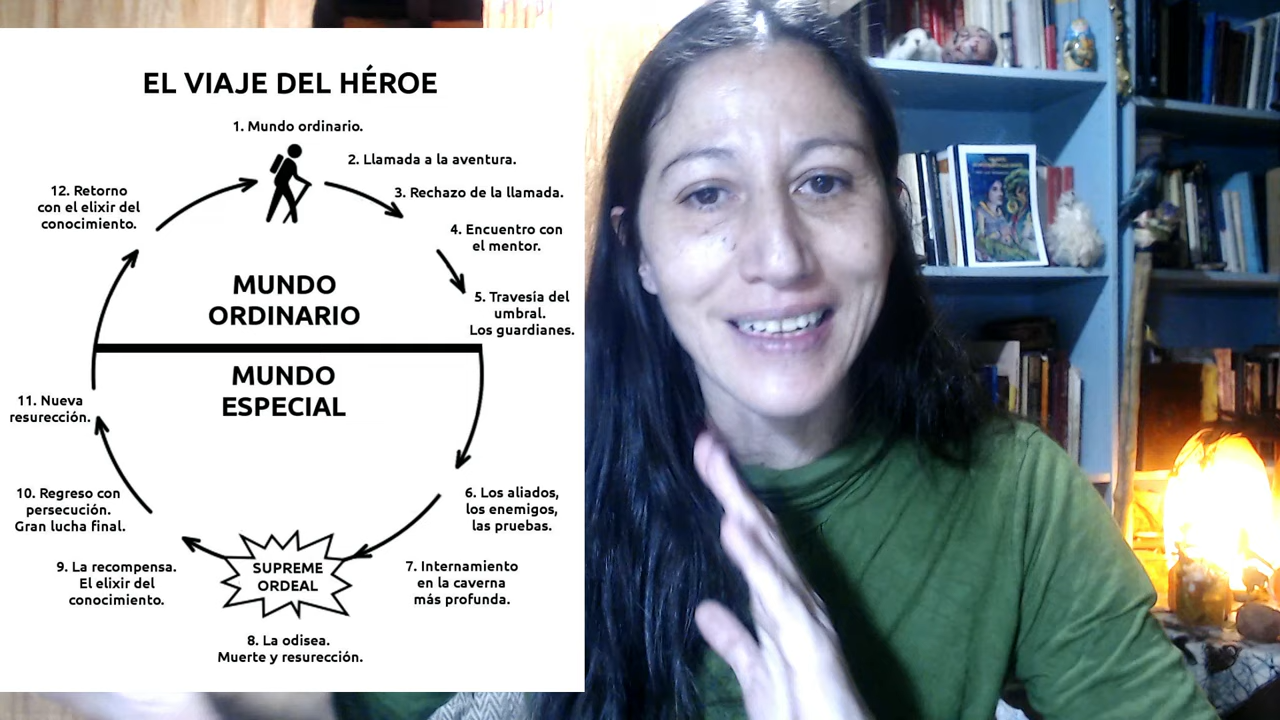 EL VIAJE DEL HÉROE
1. Mundo ordinario.
2. Llamada a la aventura.
3. Rechazo de la llamada.
4. Encuentro con
el mentor.
5. Travesía del
umbral.
Los guardianes.
MUNDO
ORDINARIO
MUNDO
ESPECIAL
6. Los aliados,
los enemigos,
las pruebas.
7. Internamiento
en la caverna
más profunda.
SUPREME
ORDEAL
8. La odisea.
Muerte y resurección.
9. La recompensa.
El elixir del
conocimiento.
10. Regreso con
persecución.
Gran lucha final.
11. Nueva
resurección.
12. Retorno
con el elixir del
conocimiento.